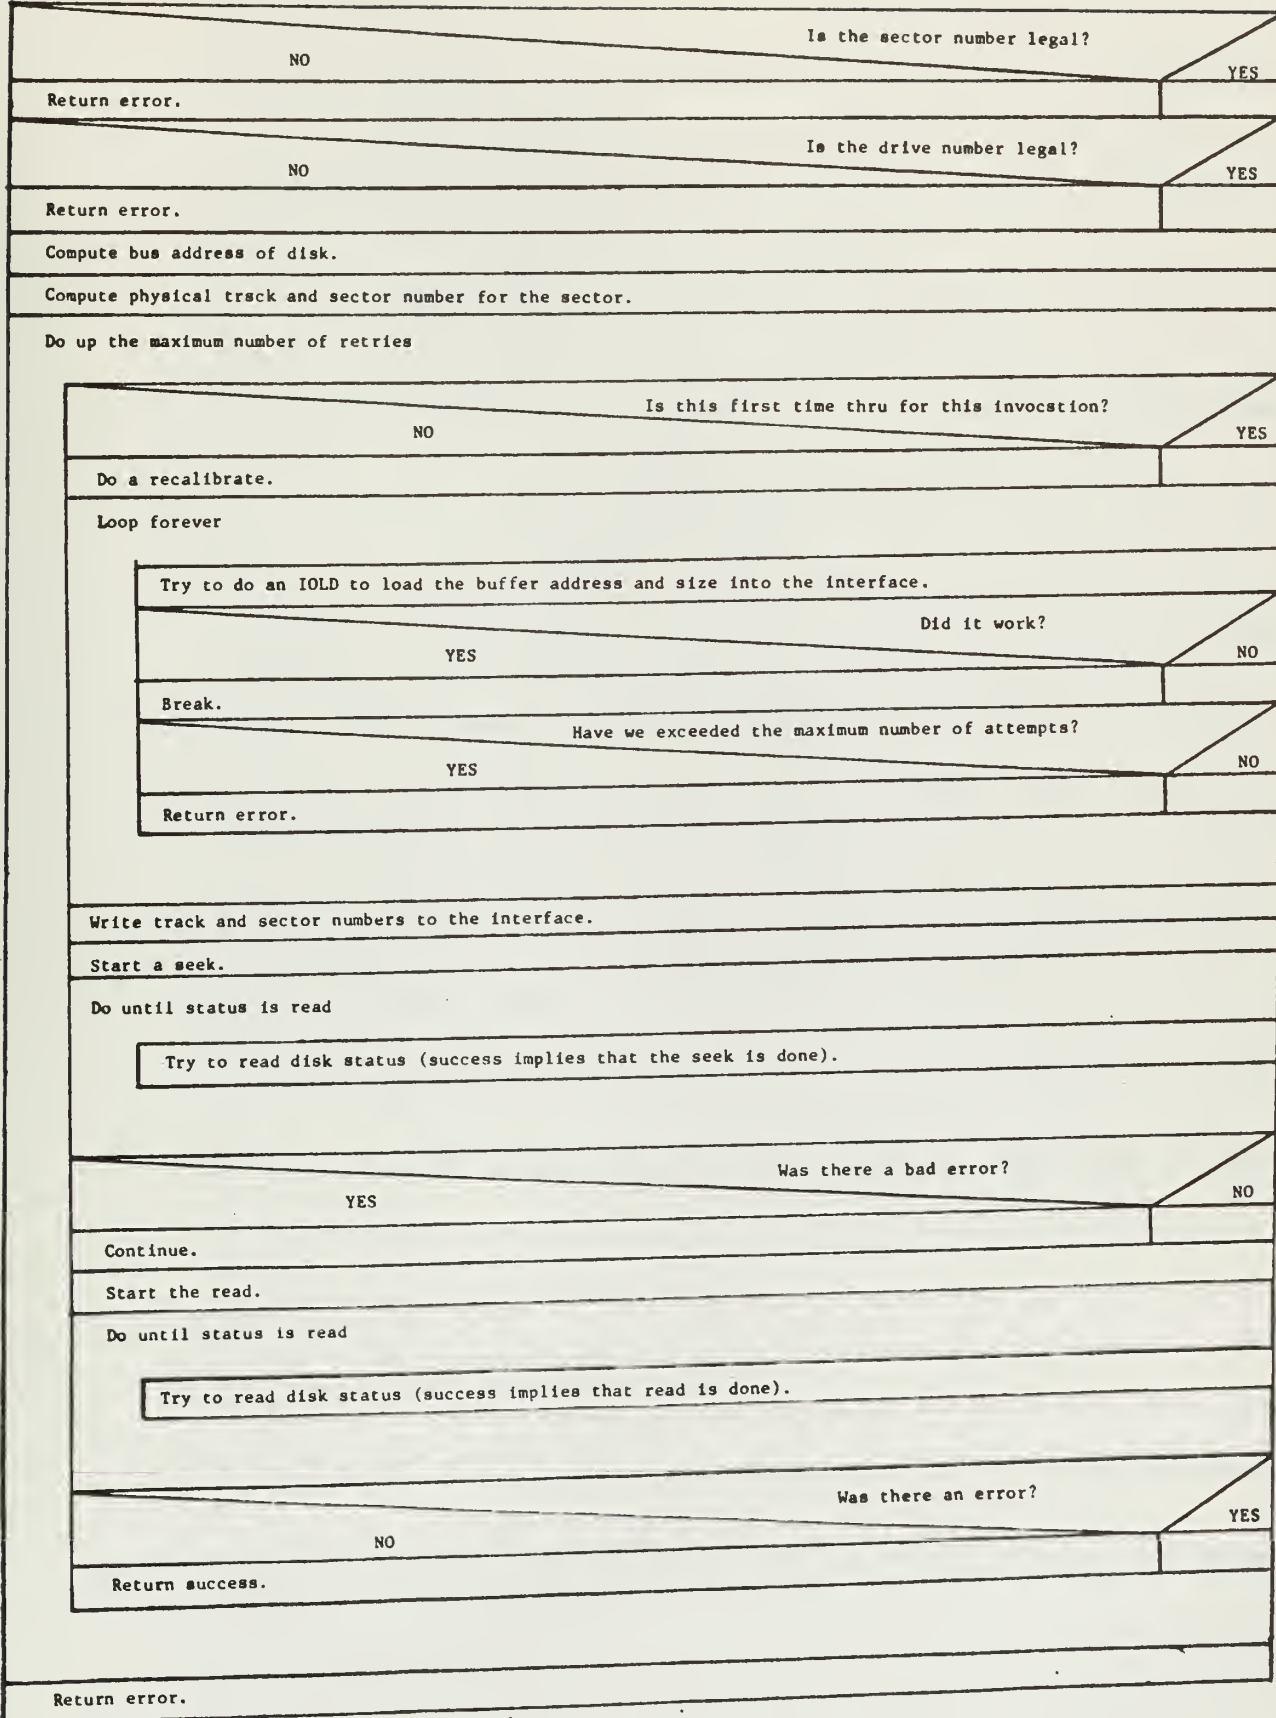 Is the sector number legal?
NO
YES
Return error.
Is the drive number legal?
NO
YES
Return error.
Compute bus address of disk.
Compute physical track and sector number for the sector.
Do up the maximum number of retries
Is this first time thru for this invocation?
NO
YES
Do a recalibrate.
Loop forever
Try to do an IOLD to load the buffer address and size into the interface.
Did it work?
YES
NO
Break.
Have we exceeded the maximum number of attempts?
YES
NO
Return error.
Write track and sector numbers to the interface.
Start a seek.
Do until status is read
Try to read disk status (success implies that the seek is done).
Was there a bad error?
YES
NO
Continue.
Start the read.
Do until status is read
Try to read disk status (success implies that read is done).
Was there an error?
YES
NO
Return success.
Return error.